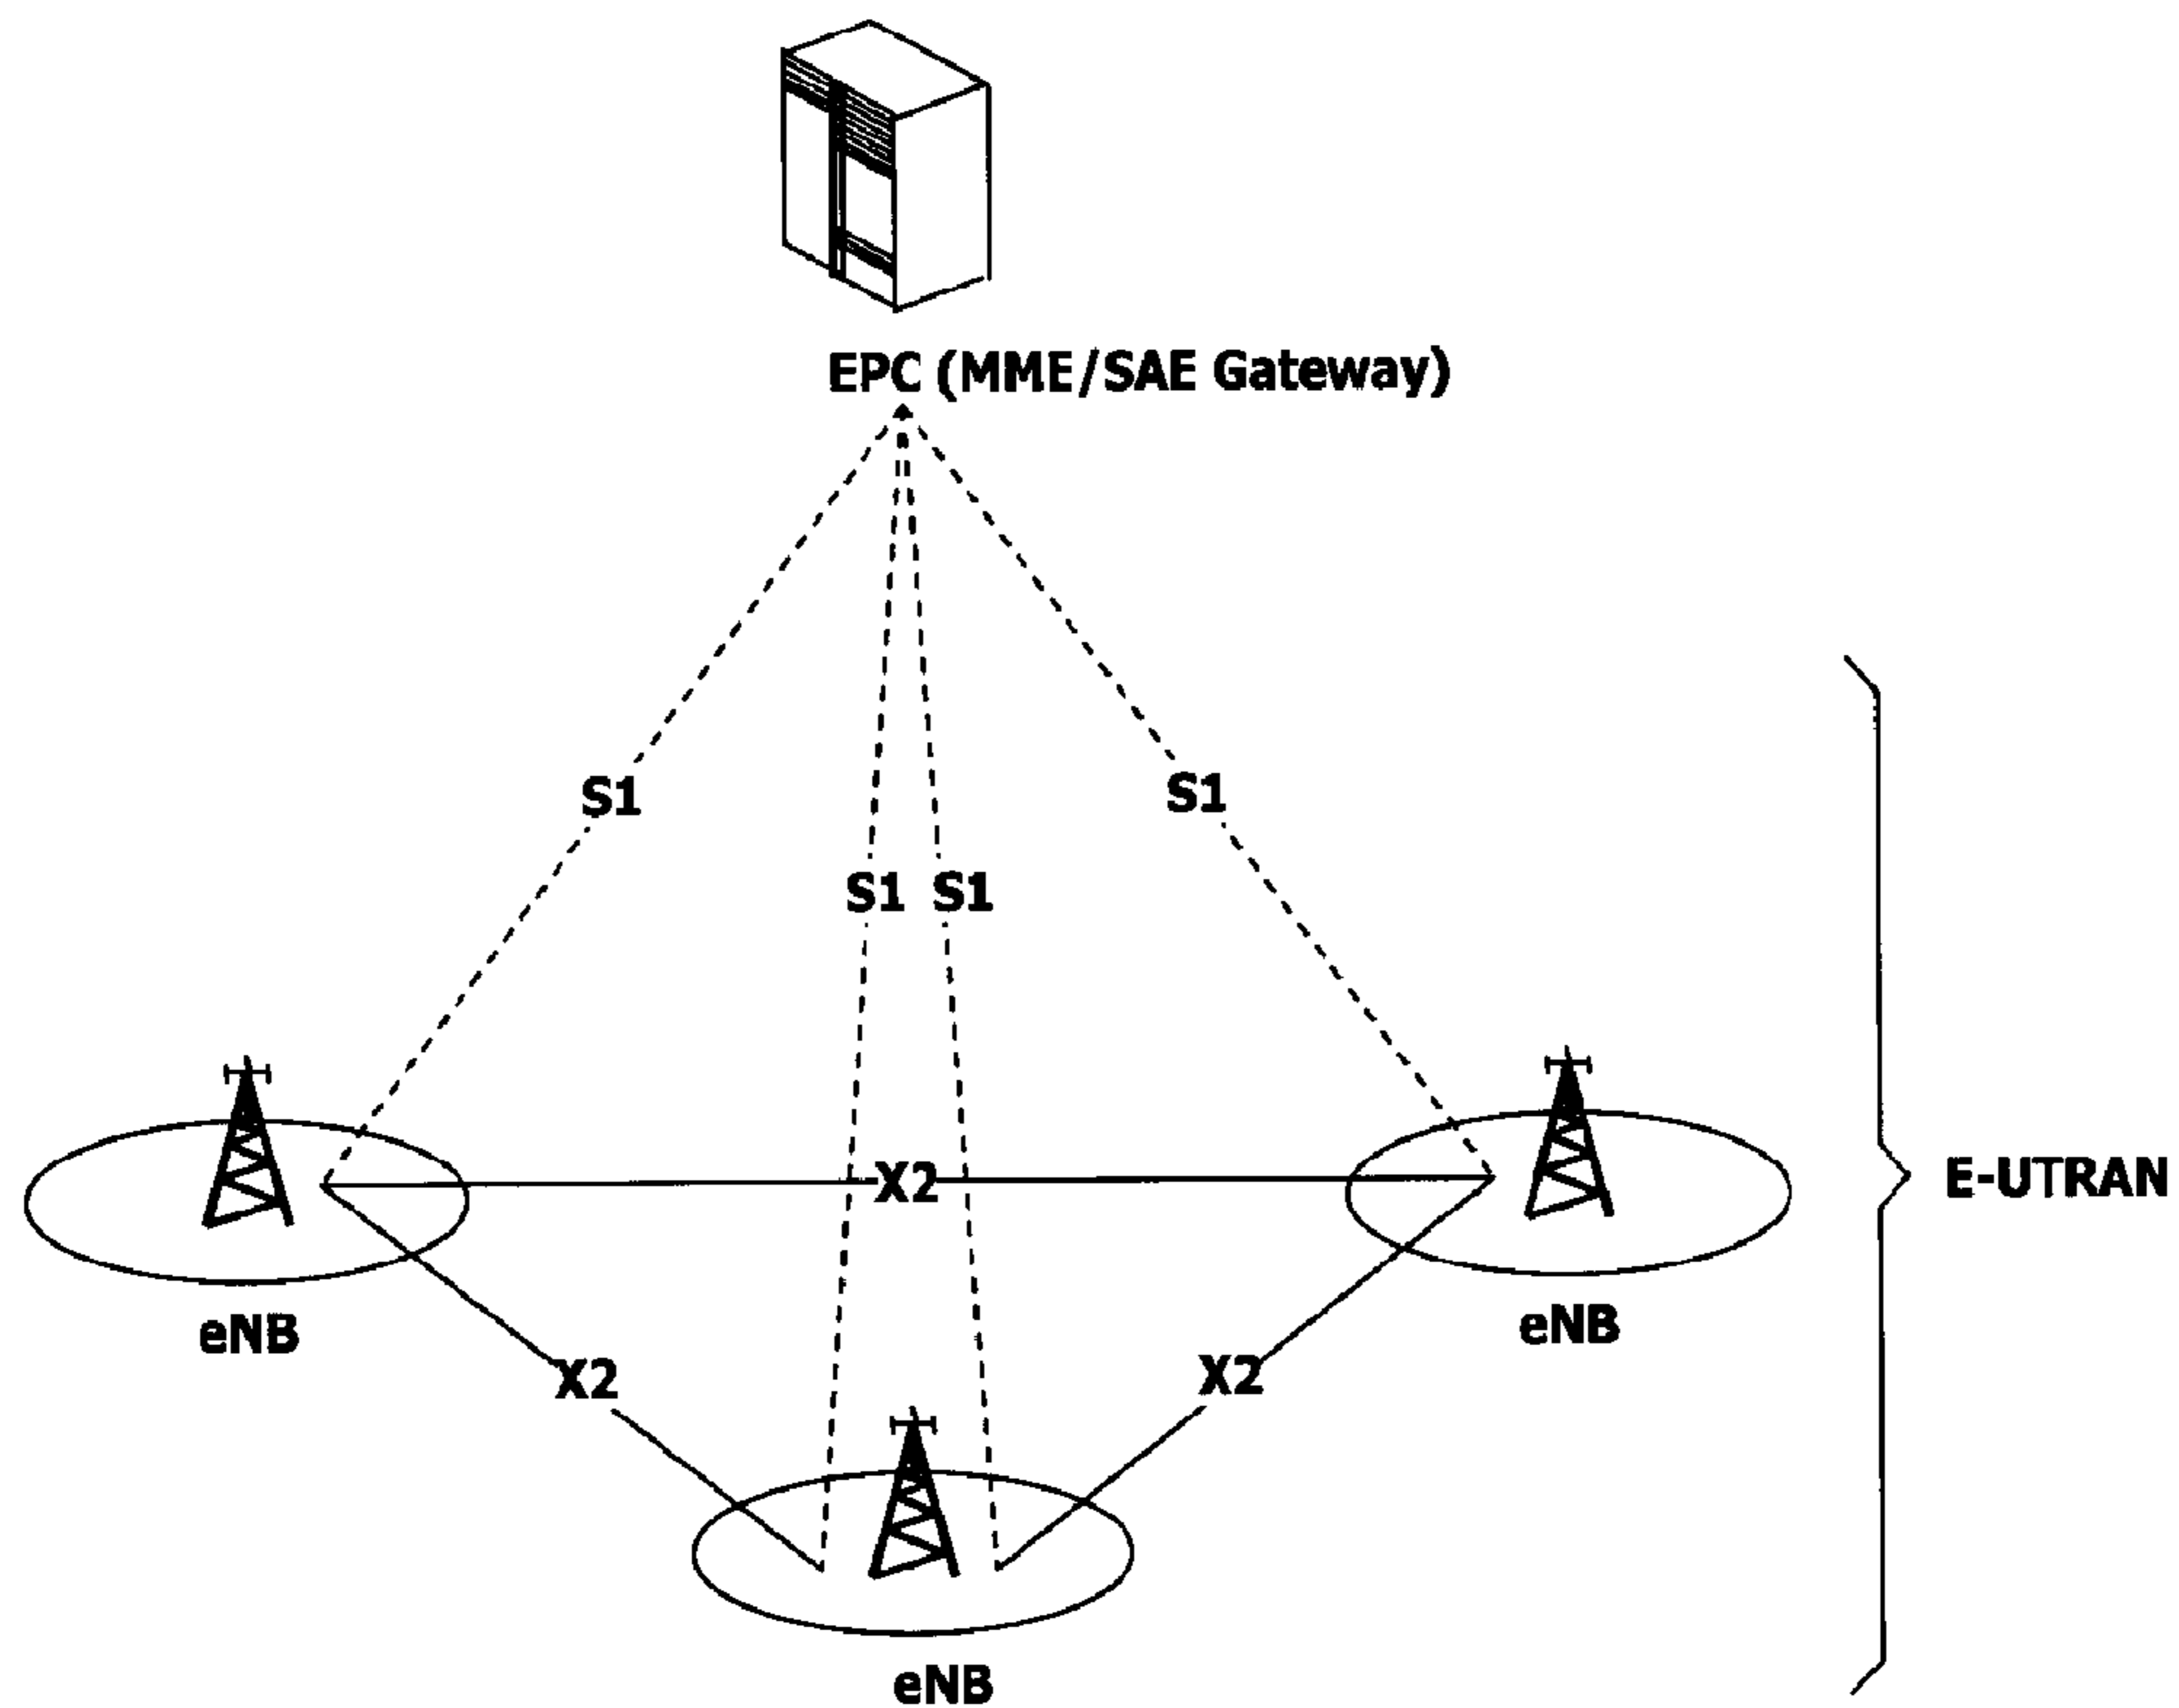 EPC (MME/SAE Gateway)
S1
S1
S1 S1
X2
E-UTRAN
eNB
eNB
X2
X2
eNB